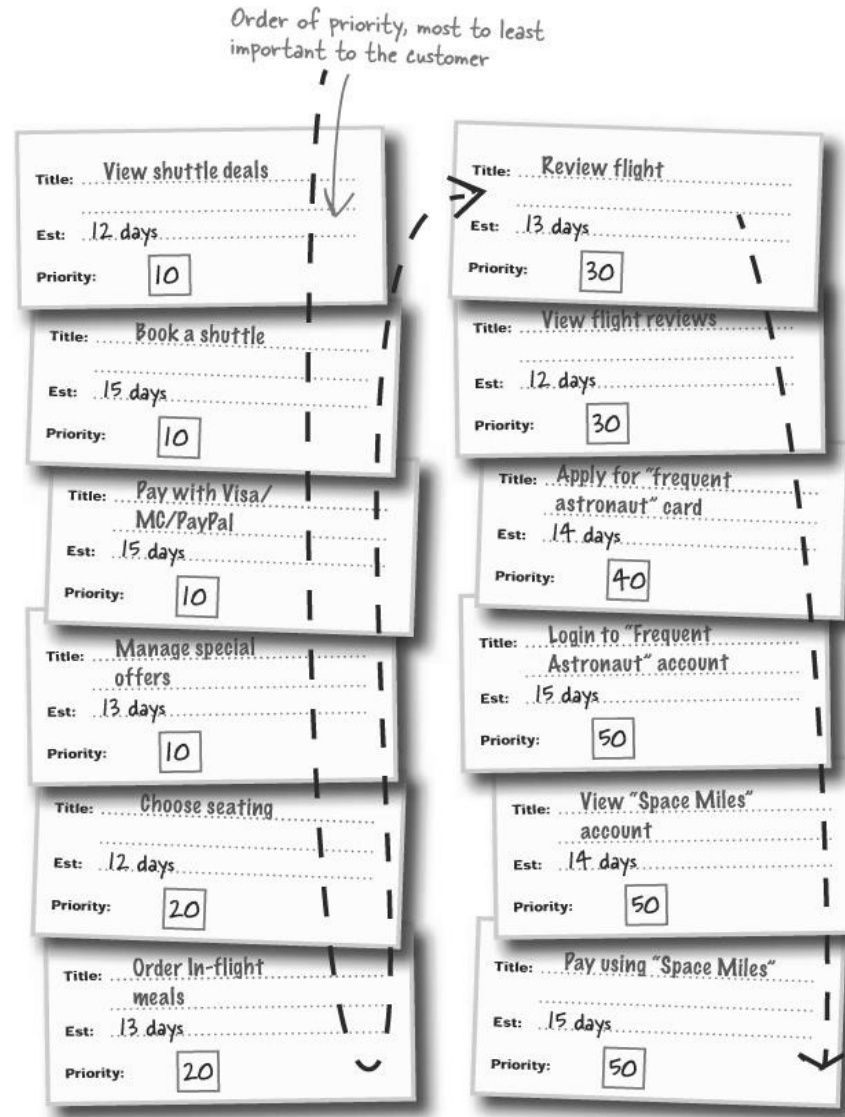 Order of priority, most to least
important to the customer
Title: View shuttle deals
Est: 12 days
Priority: 10
Title: Book a shuttle
Est: 15 days
Priority: 10
Title: Pay with Visa/
MC/PayPal
Est: 15 days
Priority: 10
Title: Manage special
offers
Est: 13 days
Priority: 10
Title: Choose seating
Est: 12 days
Priority: 20
Title: Order In-flight
meals
Est: 13 days
Priority: 20
Title: Review flight
Est: 13 days
Priority: 30
Title: View flight reviews
Est: 12 days
Priority: 30
Title: Apply for "frequent
astronaut" card
Est: 14 days
Priority: 40
Title: Login to "Frequent
Astronaut" account
Est: 15 days
Priority: 50
Title: View "Space Miles"
account
Est: 14 days
Priority: 50
Title: Pay using "Space Miles"
Est: 15 days
Priority: 50